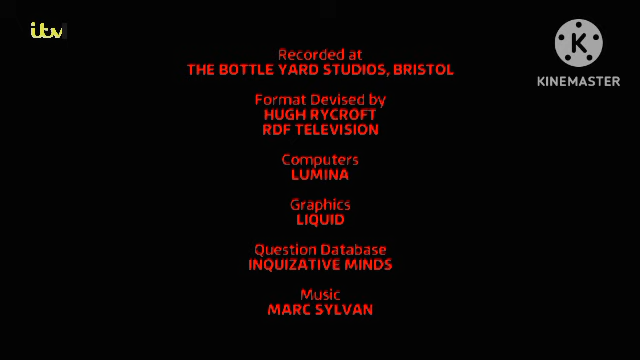 itv
K
KINEMASTER
Recorded at
THE BOTTLE YARD STUDIOS, BRISTOL
Format Devised by
HUGH RYCROFT
RDF TELEVISION
Computers
LUMINA
Graphics
LIQUID
Question Database
INQUIZATIVE MINDS
Music
MARC SYLVAN